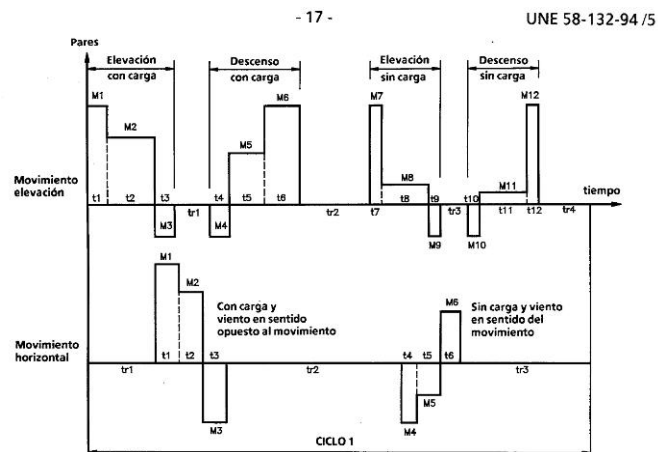 - 17 -
UNE 58-132-94 /5
Pares
Elevación
con carga
Descenso
con carga
Elevación
sin carga
Descenso
sin carga
M1
M2
M3
M4
M5
M6
M7
M8
M9
M10
M11
M12
Movimiento
elevación
t1
t2
t3
tr1
t4
t5
t6
tr2
t7
t8
t9
tr3
t10
t11
t12
tr4
tiempo
M1
M2
M3
M4
M5
M6
Con carga y
viento en sentido
opuesto al movimiento
Sin carga y viento
en sentido del
movimiento
Movimiento
horizontal
tr1
t1
t2
t3
tr2
t4
t5
t6
tr3
CICLO 1